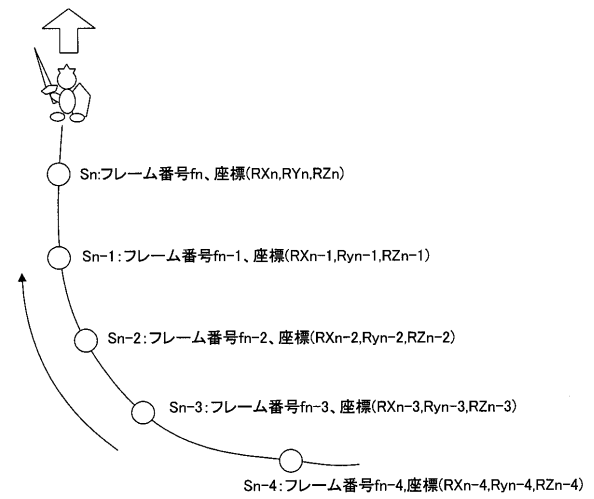 Sn:フレーム番号fn、座標(RXn,RYn,RZn)
Sn-1:フレーム番号fn-1、座標(RXn-1,Ryn-1,RZn-1)
Sn-2:フレーム番号fn-2、座標(RXn-2,Ryn-2,RZn-2)
Sn-3:フレーム番号fn-3、座標(RXn-3,Ryn-3,RZn-3)
Sn-4:フレーム番号fn-4,座標(RXn-4,Ryn-4,RZn-4)